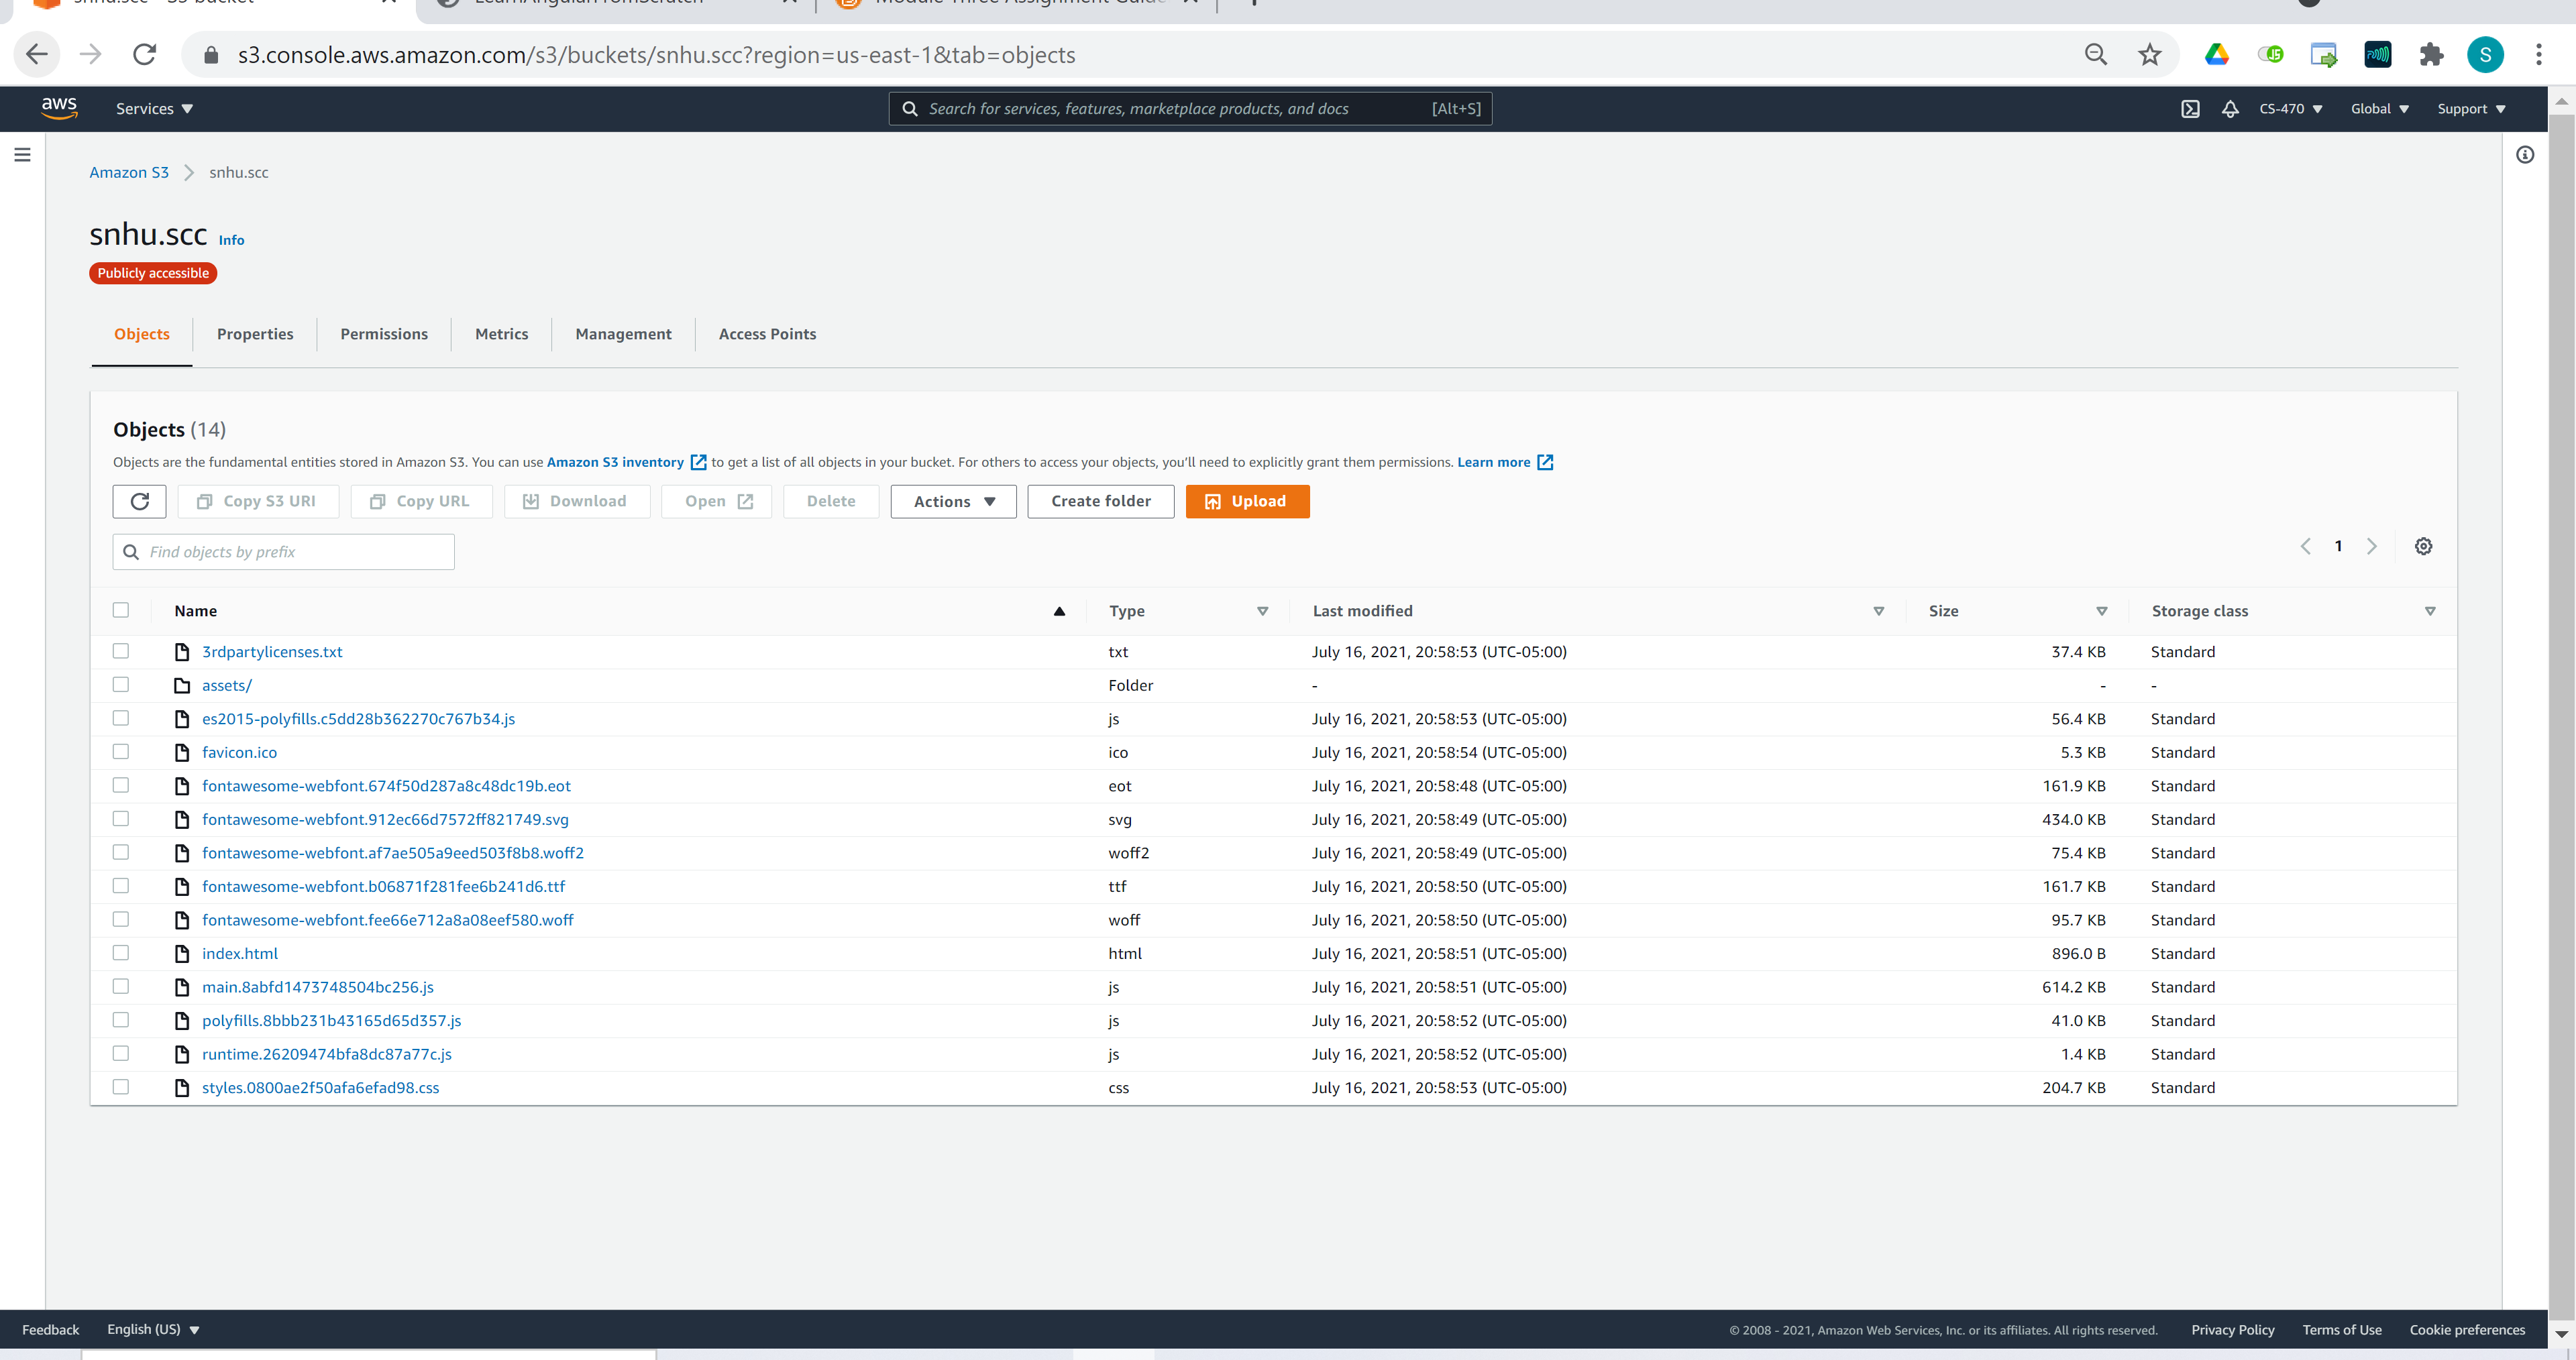 s3.console.aws.amazon.com/s3/buckets/snhu.scc?region=us-east-1&tab=objects
S
aws Services Search for services, features, marketplace products, and docs [Alt+S] CS-470 Global Support
Amazon S3 snhu.scc
snhu.scc Info
Publicly accessible
Objects Properties Permissions Metrics Management Access Points
Objects (14)
Objects are the fundamental entities stored in Amazon S3. You can use Amazon S3 inventory to get a list of all objects in your bucket. For others to access your objects, you'll need to explicitly grant them permissions. Learn more
Copy S3 URI Copy URL Download Open Delete Actions Create folder Upload
Find objects by prefix 1
Name Type Last modified Size Storage class
3rdpartylicenses.txt txt July 16, 2021, 20:58:53 (UTC-05:00) 37.4 KB Standard
assets/ Folder - - -
es2015-polyfills.c5dd28b362270c767b34.js js July 16, 2021, 20:58:53 (UTC-05:00) 56.4 KB Standard
favicon.ico ico July 16, 2021, 20:58:54 (UTC-05:00) 5.3 KB Standard
fontawesome-webfont.674f50d287a8c48dc19b.eot eot July 16, 2021, 20:58:48 (UTC-05:00) 161.9 KB Standard
fontawesome-webfont.912ec66d7572ff821749.svg svg July 16, 2021, 20:58:49 (UTC-05:00) 434.0 KB Standard
fontawesome-webfont.af7ae505a9eed503f8b8.woff2 woff2 July 16, 2021, 20:58:49 (UTC-05:00) 75.4 KB Standard
fontawesome-webfont.b06871f281fee6b241d6.ttf ttf July 16, 2021, 20:58:50 (UTC-05:00) 161.7 KB Standard
fontawesome-webfont.fee66e712a8a08eef580.woff woff July 16, 2021, 20:58:50 (UTC-05:00) 95.7 KB Standard
index.html html July 16, 2021, 20:58:51 (UTC-05:00) 896.0 B Standard
main.8abfd1473748504bc256.js js July 16, 2021, 20:58:51 (UTC-05:00) 614.2 KB Standard
polyfills.8bbb231b43165d65d357.js js July 16, 2021, 20:58:52 (UTC-05:00) 41.0 KB Standard
runtime.26209474bfa8dc87a77c.js js July 16, 2021, 20:58:52 (UTC-05:00) 1.4 KB Standard
styles.0800ae2f50afa6efad98.css css July 16, 2021, 20:58:53 (UTC-05:00) 204.7 KB Standard
Feedback English (US) © 2008 - 2021, Amazon Web Services, Inc. or its affiliates. All rights reserved. Privacy Policy Terms of Use Cookie preferences